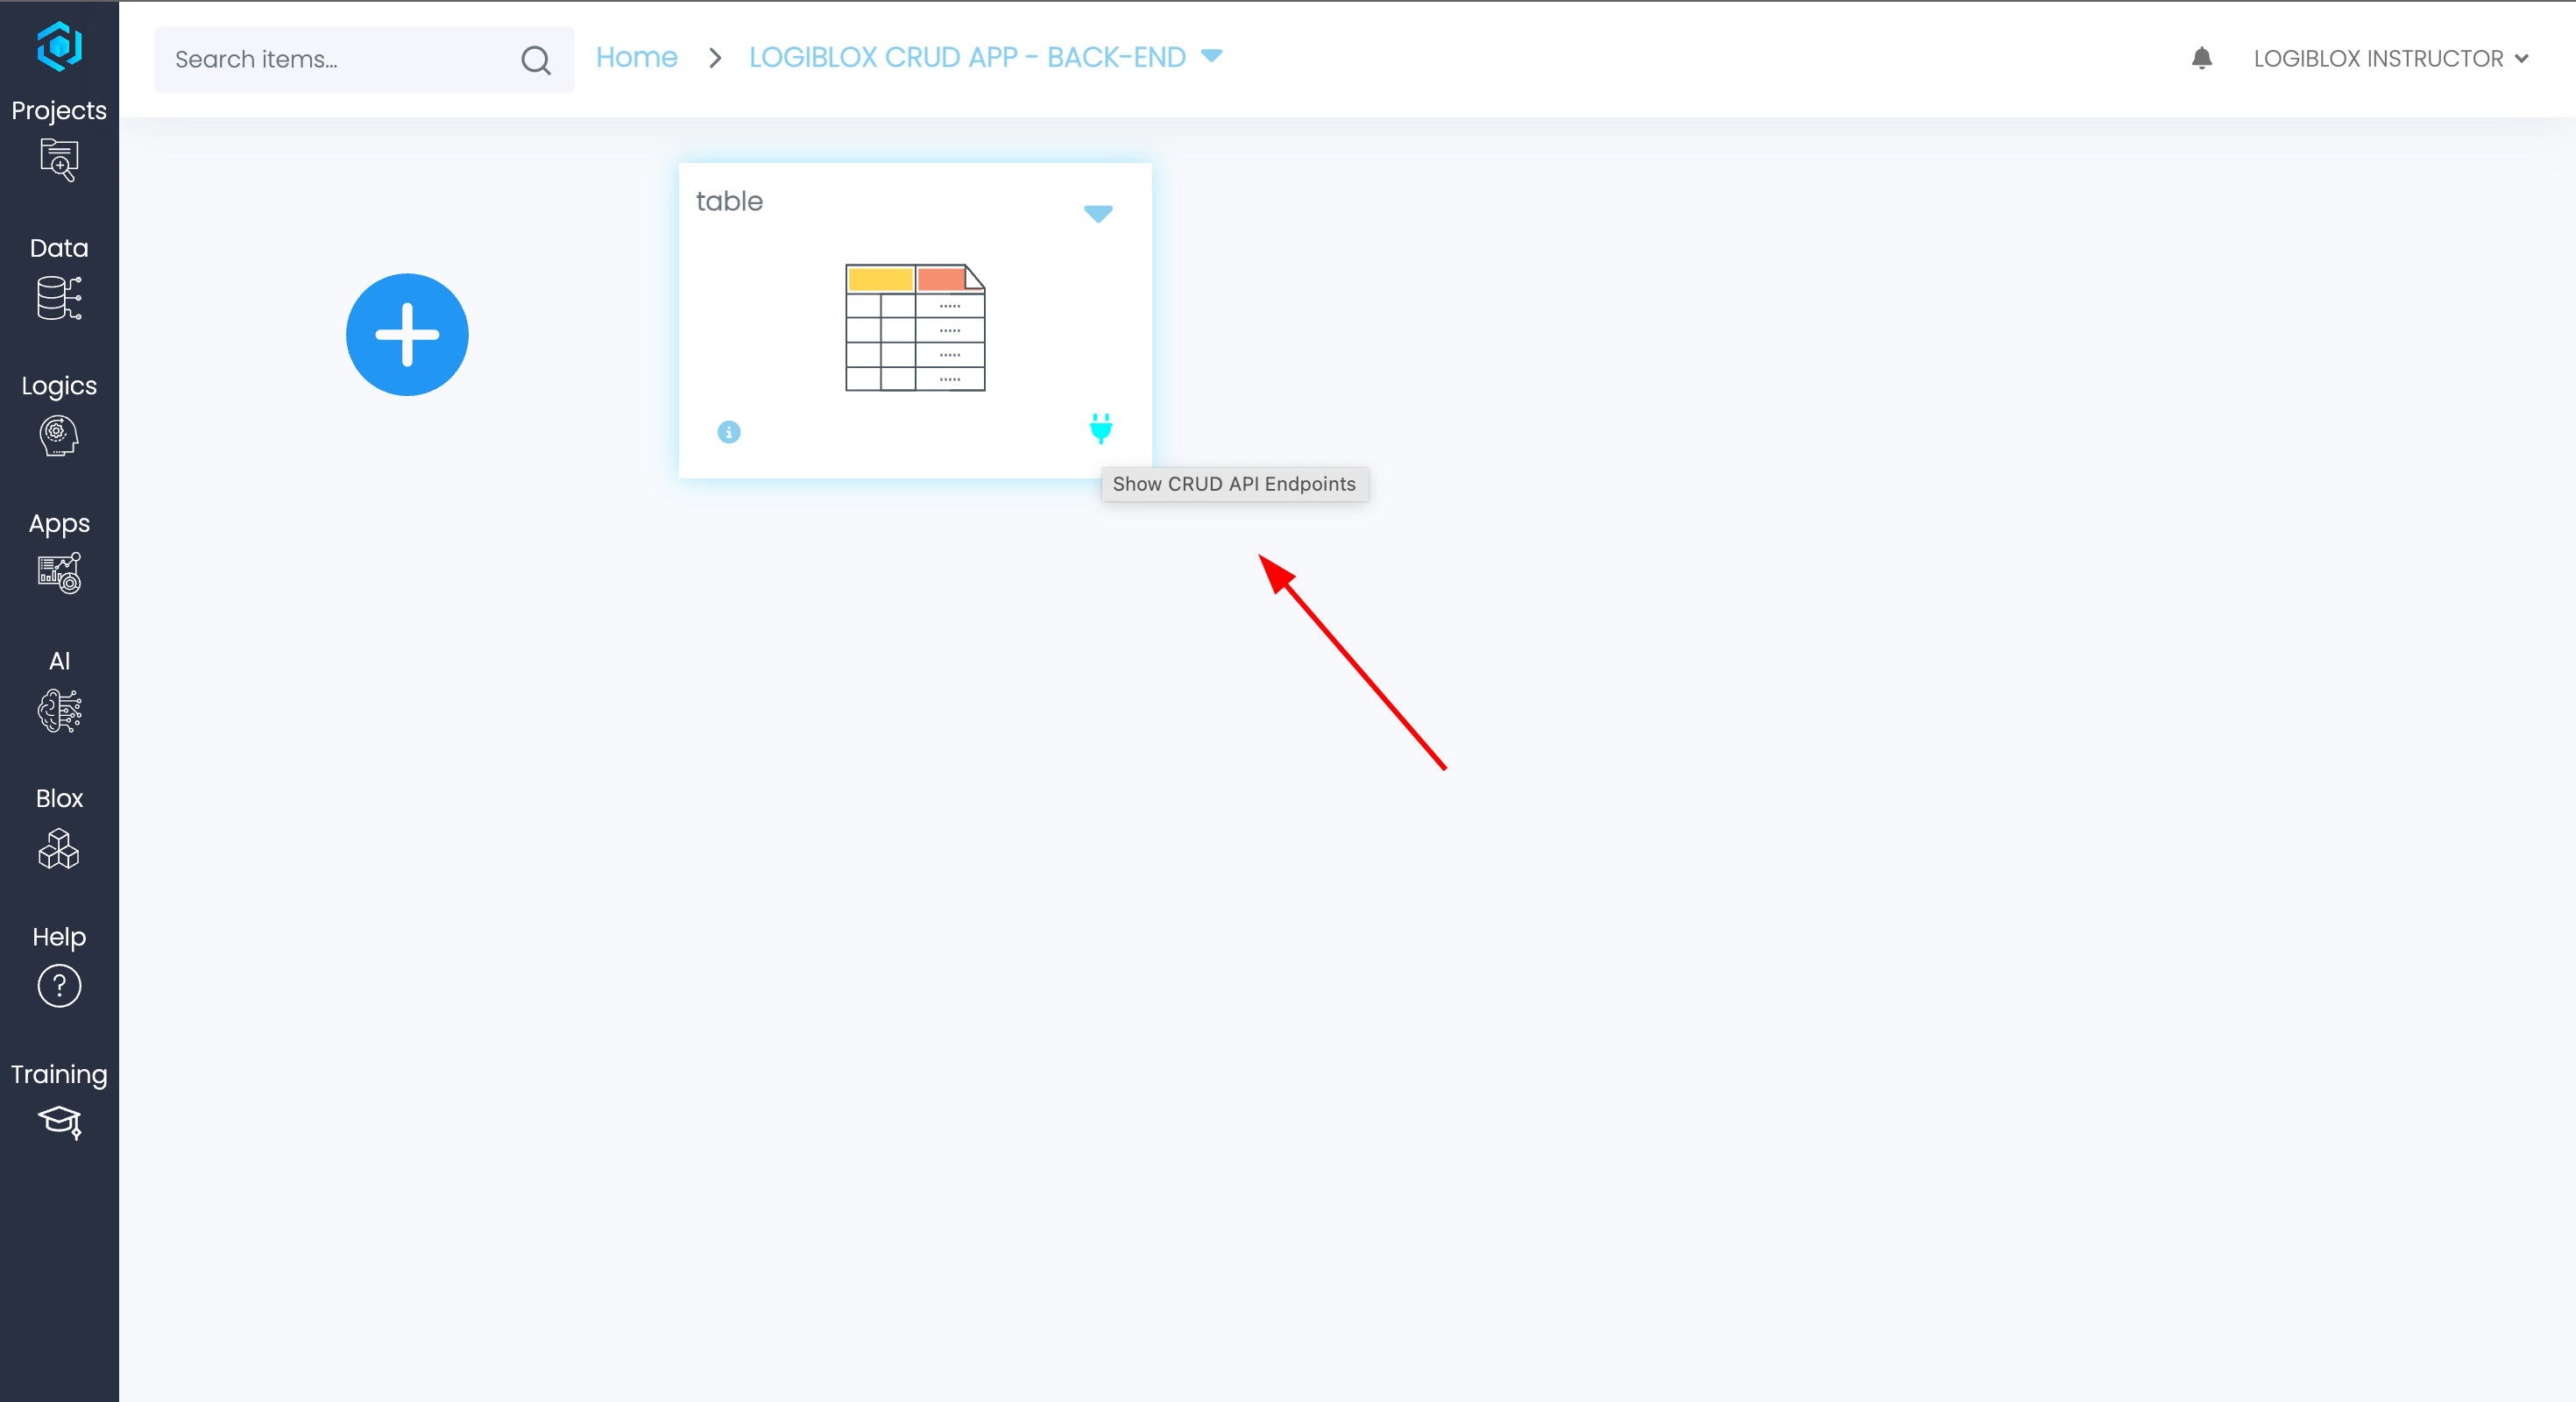 Search items...
Home
LOGIBLOX CRUD APP - BACK-END
LOGIBLOX INSTRUCTOR
Projects
Data
Logics
Apps
AI
Blox
Help
Training
table
Show CRUD API Endpoints